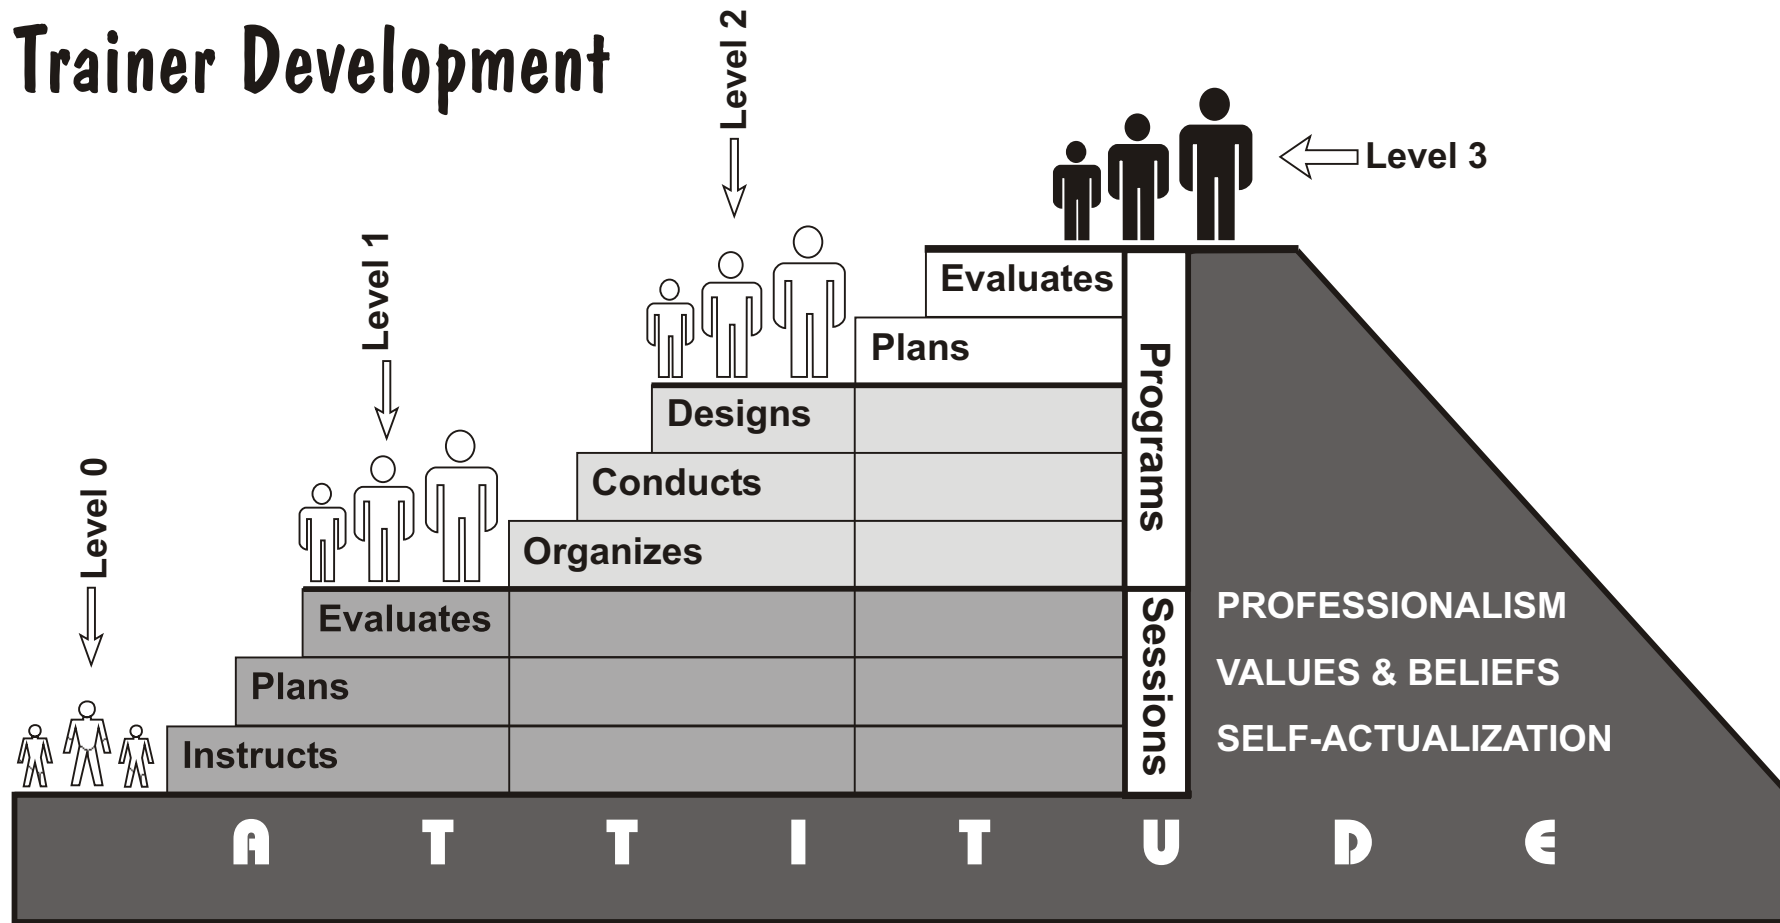 Trainer Development
Level 2
Level 3
Level 1
Level 0
Evaluates
Plans
Designs
Conducts
Organizes
Evaluates
Plans
Instructs
Programs
Sessions
PROFESSIONALISM
VALUES & BELIEFS
SELF-ACTUALIZATION
A T T I T U D E